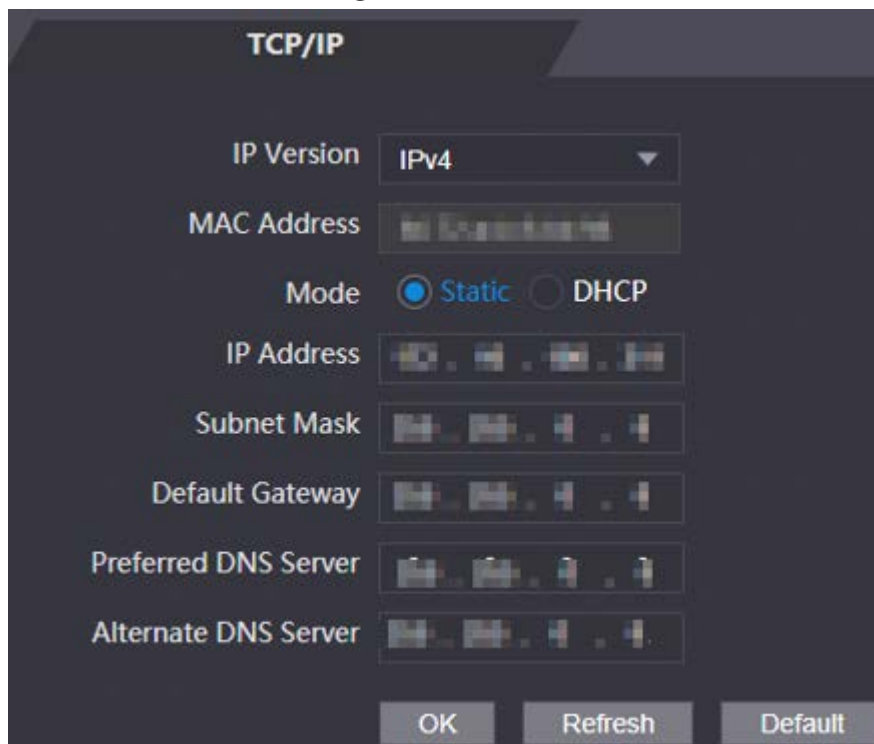 TCP/IP
IP Version IPv4
MAC Address
Mode Static DHCP
IP Address
Subnet Mask
Default Gateway
Preferred DNS Server
Alternate DNS Server
OK Refresh Default